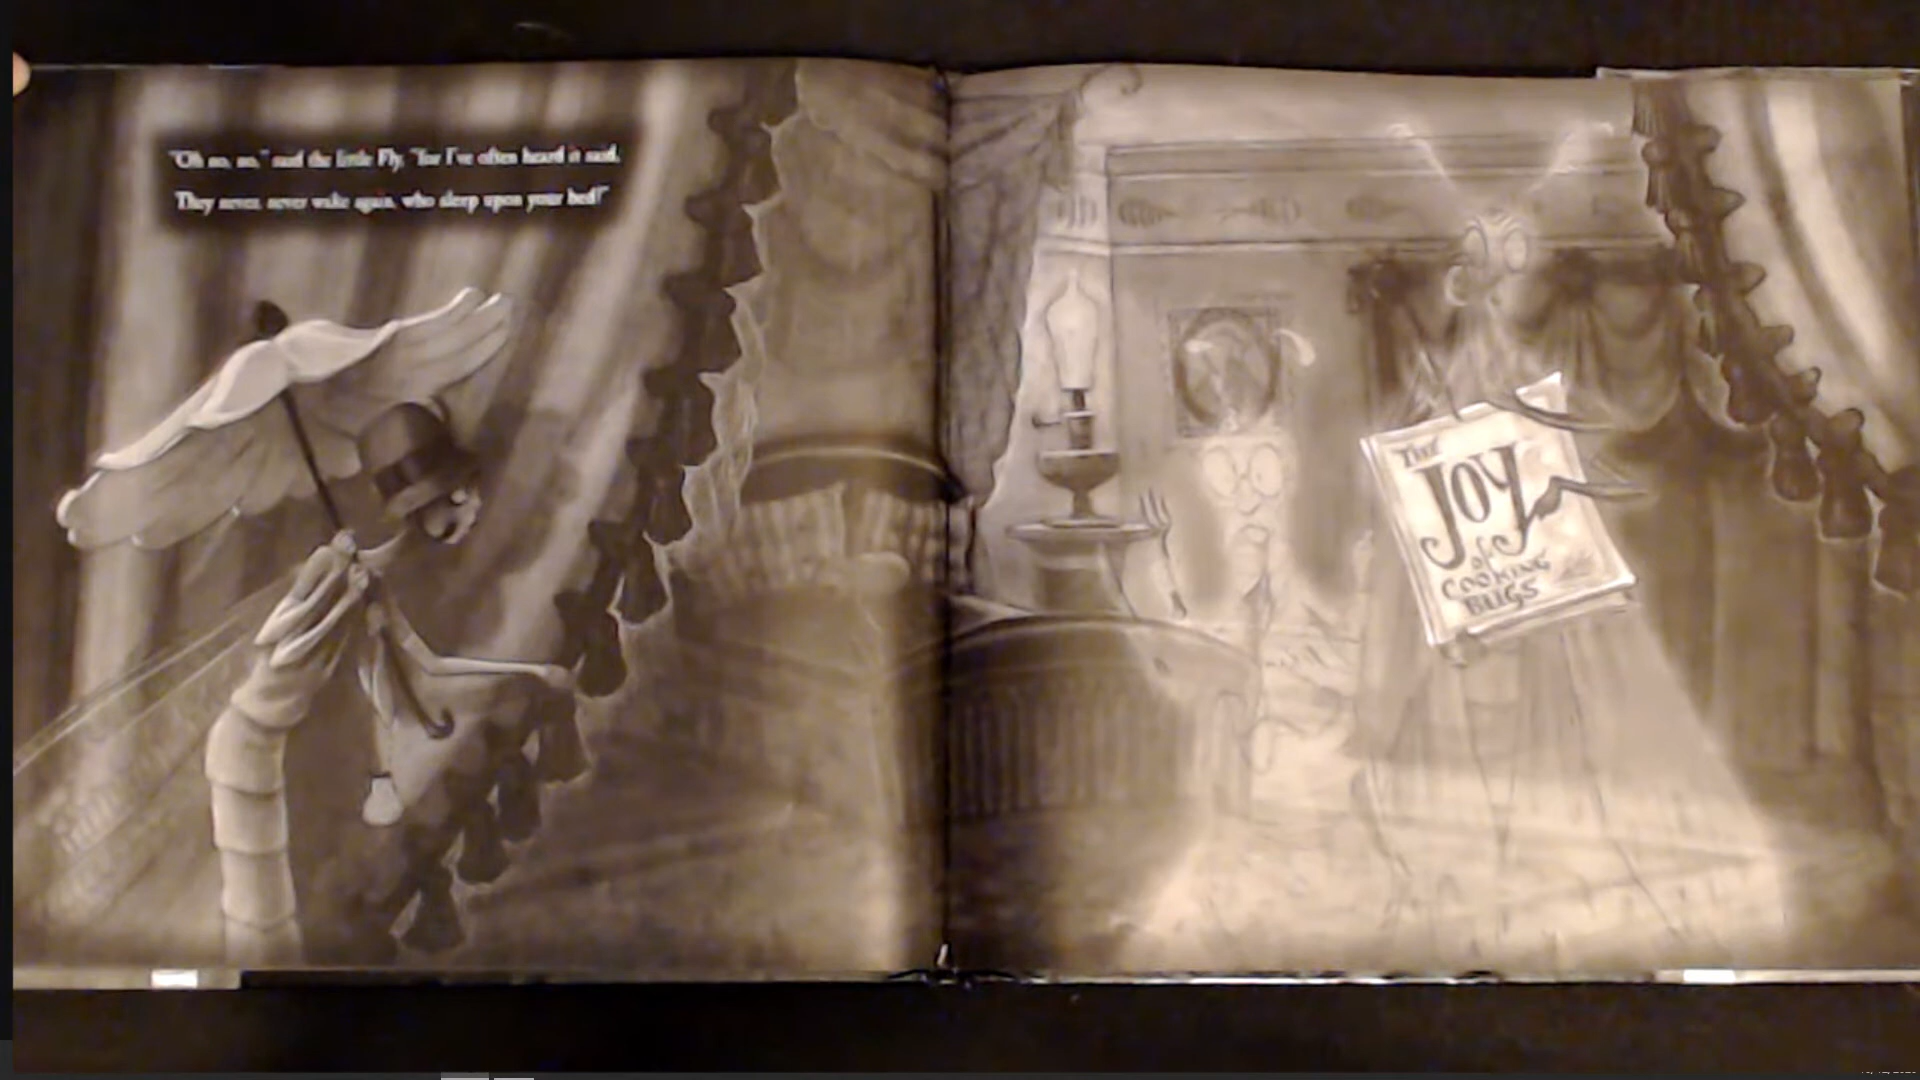 "Oh no, no," said the little Fly, "for I've often heard it said,
They never, never wake again, who sleep upon your bed!"
THE
JOY
of
COOKING
BUGS